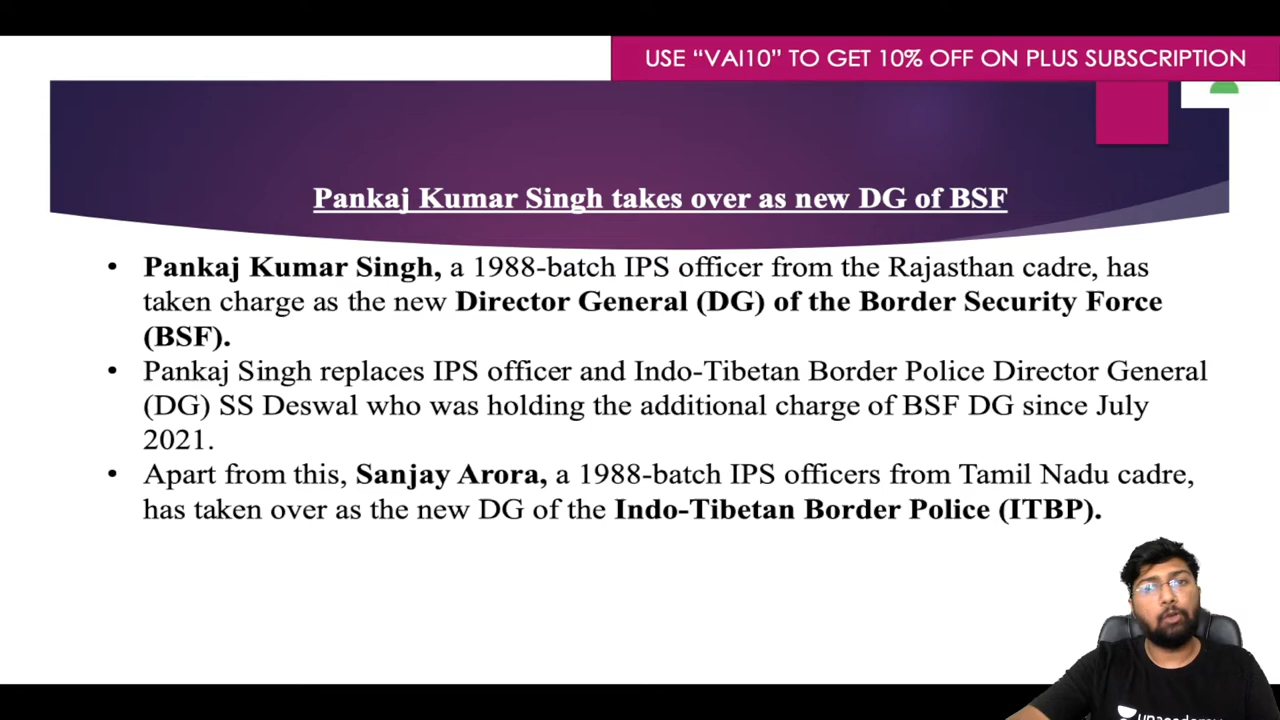 USE “VAI10” TO GET 10% OFF ON PLUS SUBSCRIPTION
Pankaj Kumar Singh takes over as new DG of BSF
• Pankaj Kumar Singh, a 1988-batch IPS officer from the Rajasthan cadre, has
taken charge as the new Director General (DG) of the Border Security Force
(BSF).
• Pankaj Singh replaces IPS officer and Indo-Tibetan Border Police Director General
(DG) SS Deswal who was holding the additional charge of BSF DG since July
2021.
• Apart from this, Sanjay Arora, a 1988-batch IPS officers from Tamil Nadu cadre,
has taken over as the new DG of the Indo-Tibetan Border Police (ITBP).